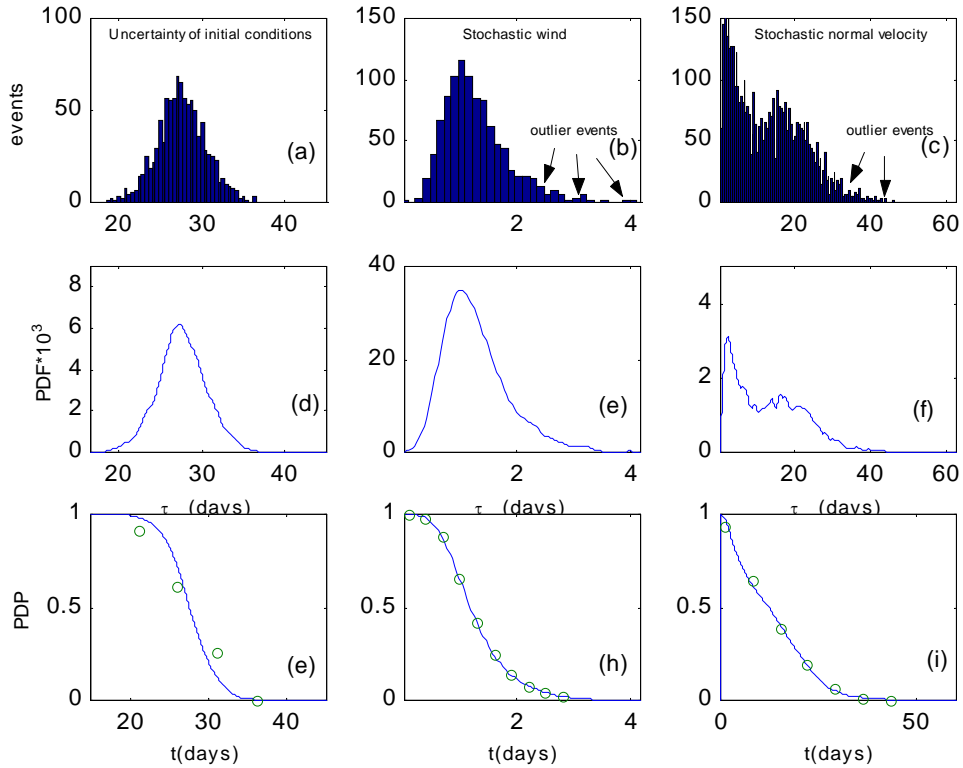 Uncertainty of initial conditions
Stochastic wind
Stochastic normal velocity
100
50
0
events
(a)
20 30 40
150
100
50
0
outlier events
(b)
2 4
150
100
50
0
outlier events
(c)
0 20 40 60
8
6
4
2
0
PDF*10^3
(d)
20 30 40
τ (days)
40
20
0
(e)
2 4
τ (days)
4
2
0
(f)
0 20 40 60
τ (days)
1
0.5
0
PDP
(e)
20 30 40
t(days)
1
0.5
0
(h)
2 4
t(days)
1
0.5
0
(i)
0 50
t(days)